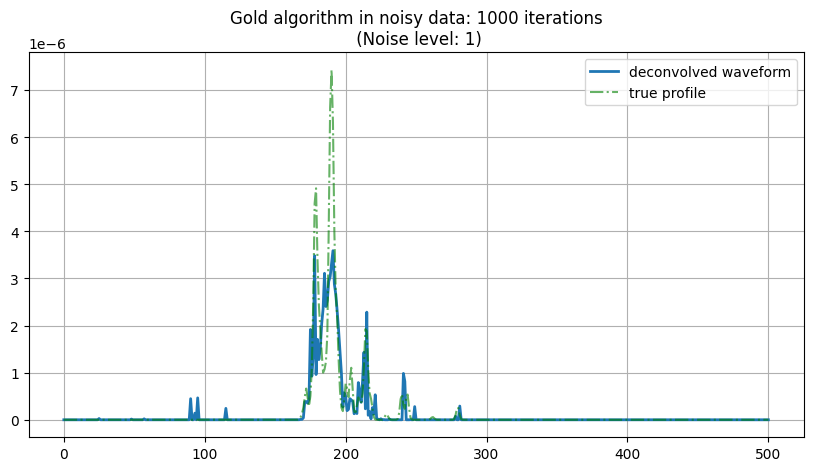 Gold algorithm in noisy data: 1000 iterations
(Noise level: 1)
1e−6
deconvolved waveform
true profile
7
6
5
4
3
2
1
0
0 100 200 300 400 500